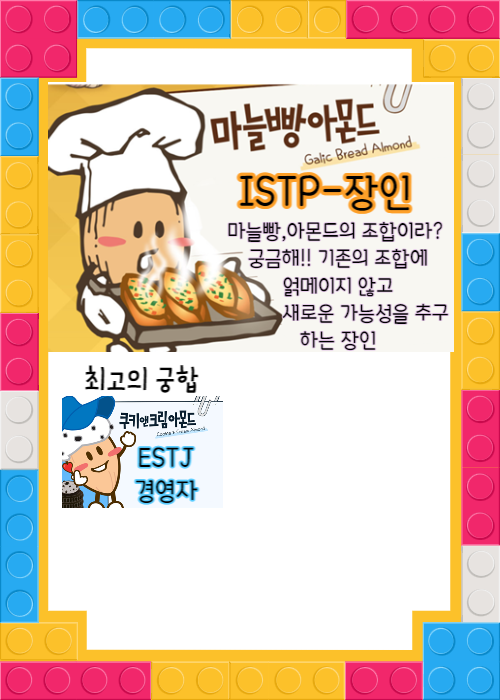 마늘빵아몬드
Galic Bread Almond
ISTP-장인
마늘빵,아몬드의 조합이라?
궁금해!! 기존의 조합에
얽메이지 않고
새로운 가능성을 추구
하는 장인
최고의 궁합
쿠키앤크림아몬드
Cookie & Cream Almond
ESTJ
경영자